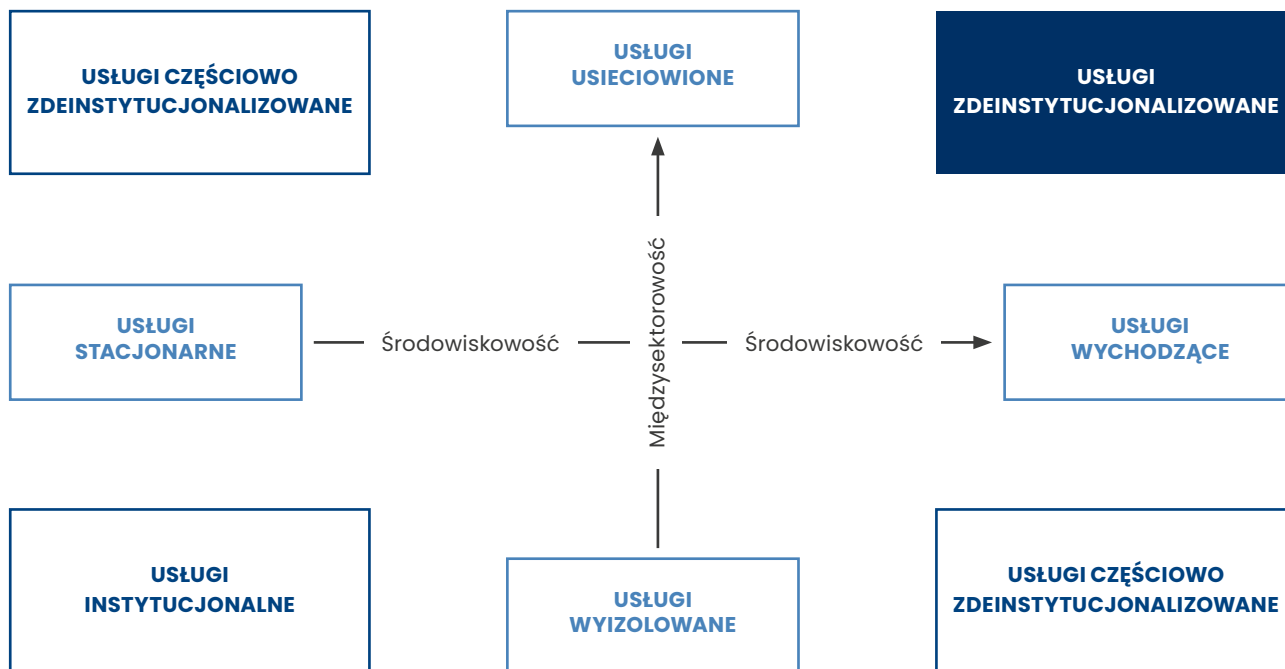 USŁUGI CZĘŚCIOWO
ZDEINSTYTUCJONALIZOWANE
USŁUGI
USIECIOWIONE
USŁUGI
ZDEINSTYTUCJONALIZOWANE
USŁUGI
STACJONARNE
Środowiskowość
Międzysektorowość
Środowiskowość
USŁUGI
WYCHODZĄCE
USŁUGI
INSTYTUCJONALNE
USŁUGI
WYIZOLOWANE
USŁUGI CZĘŚCIOWO
ZDEINSTYTUCJONALIZOWANE